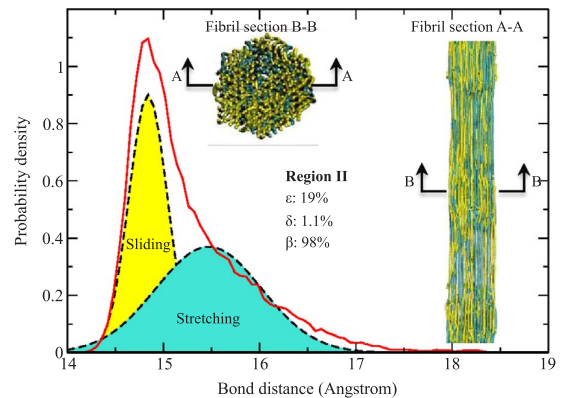 Fibril section B-B
Fibril section A-A
A
A
B
B
Region II
ε: 19%
δ: 1.1%
β: 98%
Sliding
Stretching
Probability density
1
0.8
0.6
0.4
0.2
0
14
15
16
17
18
19
Bond distance (Angstrom)